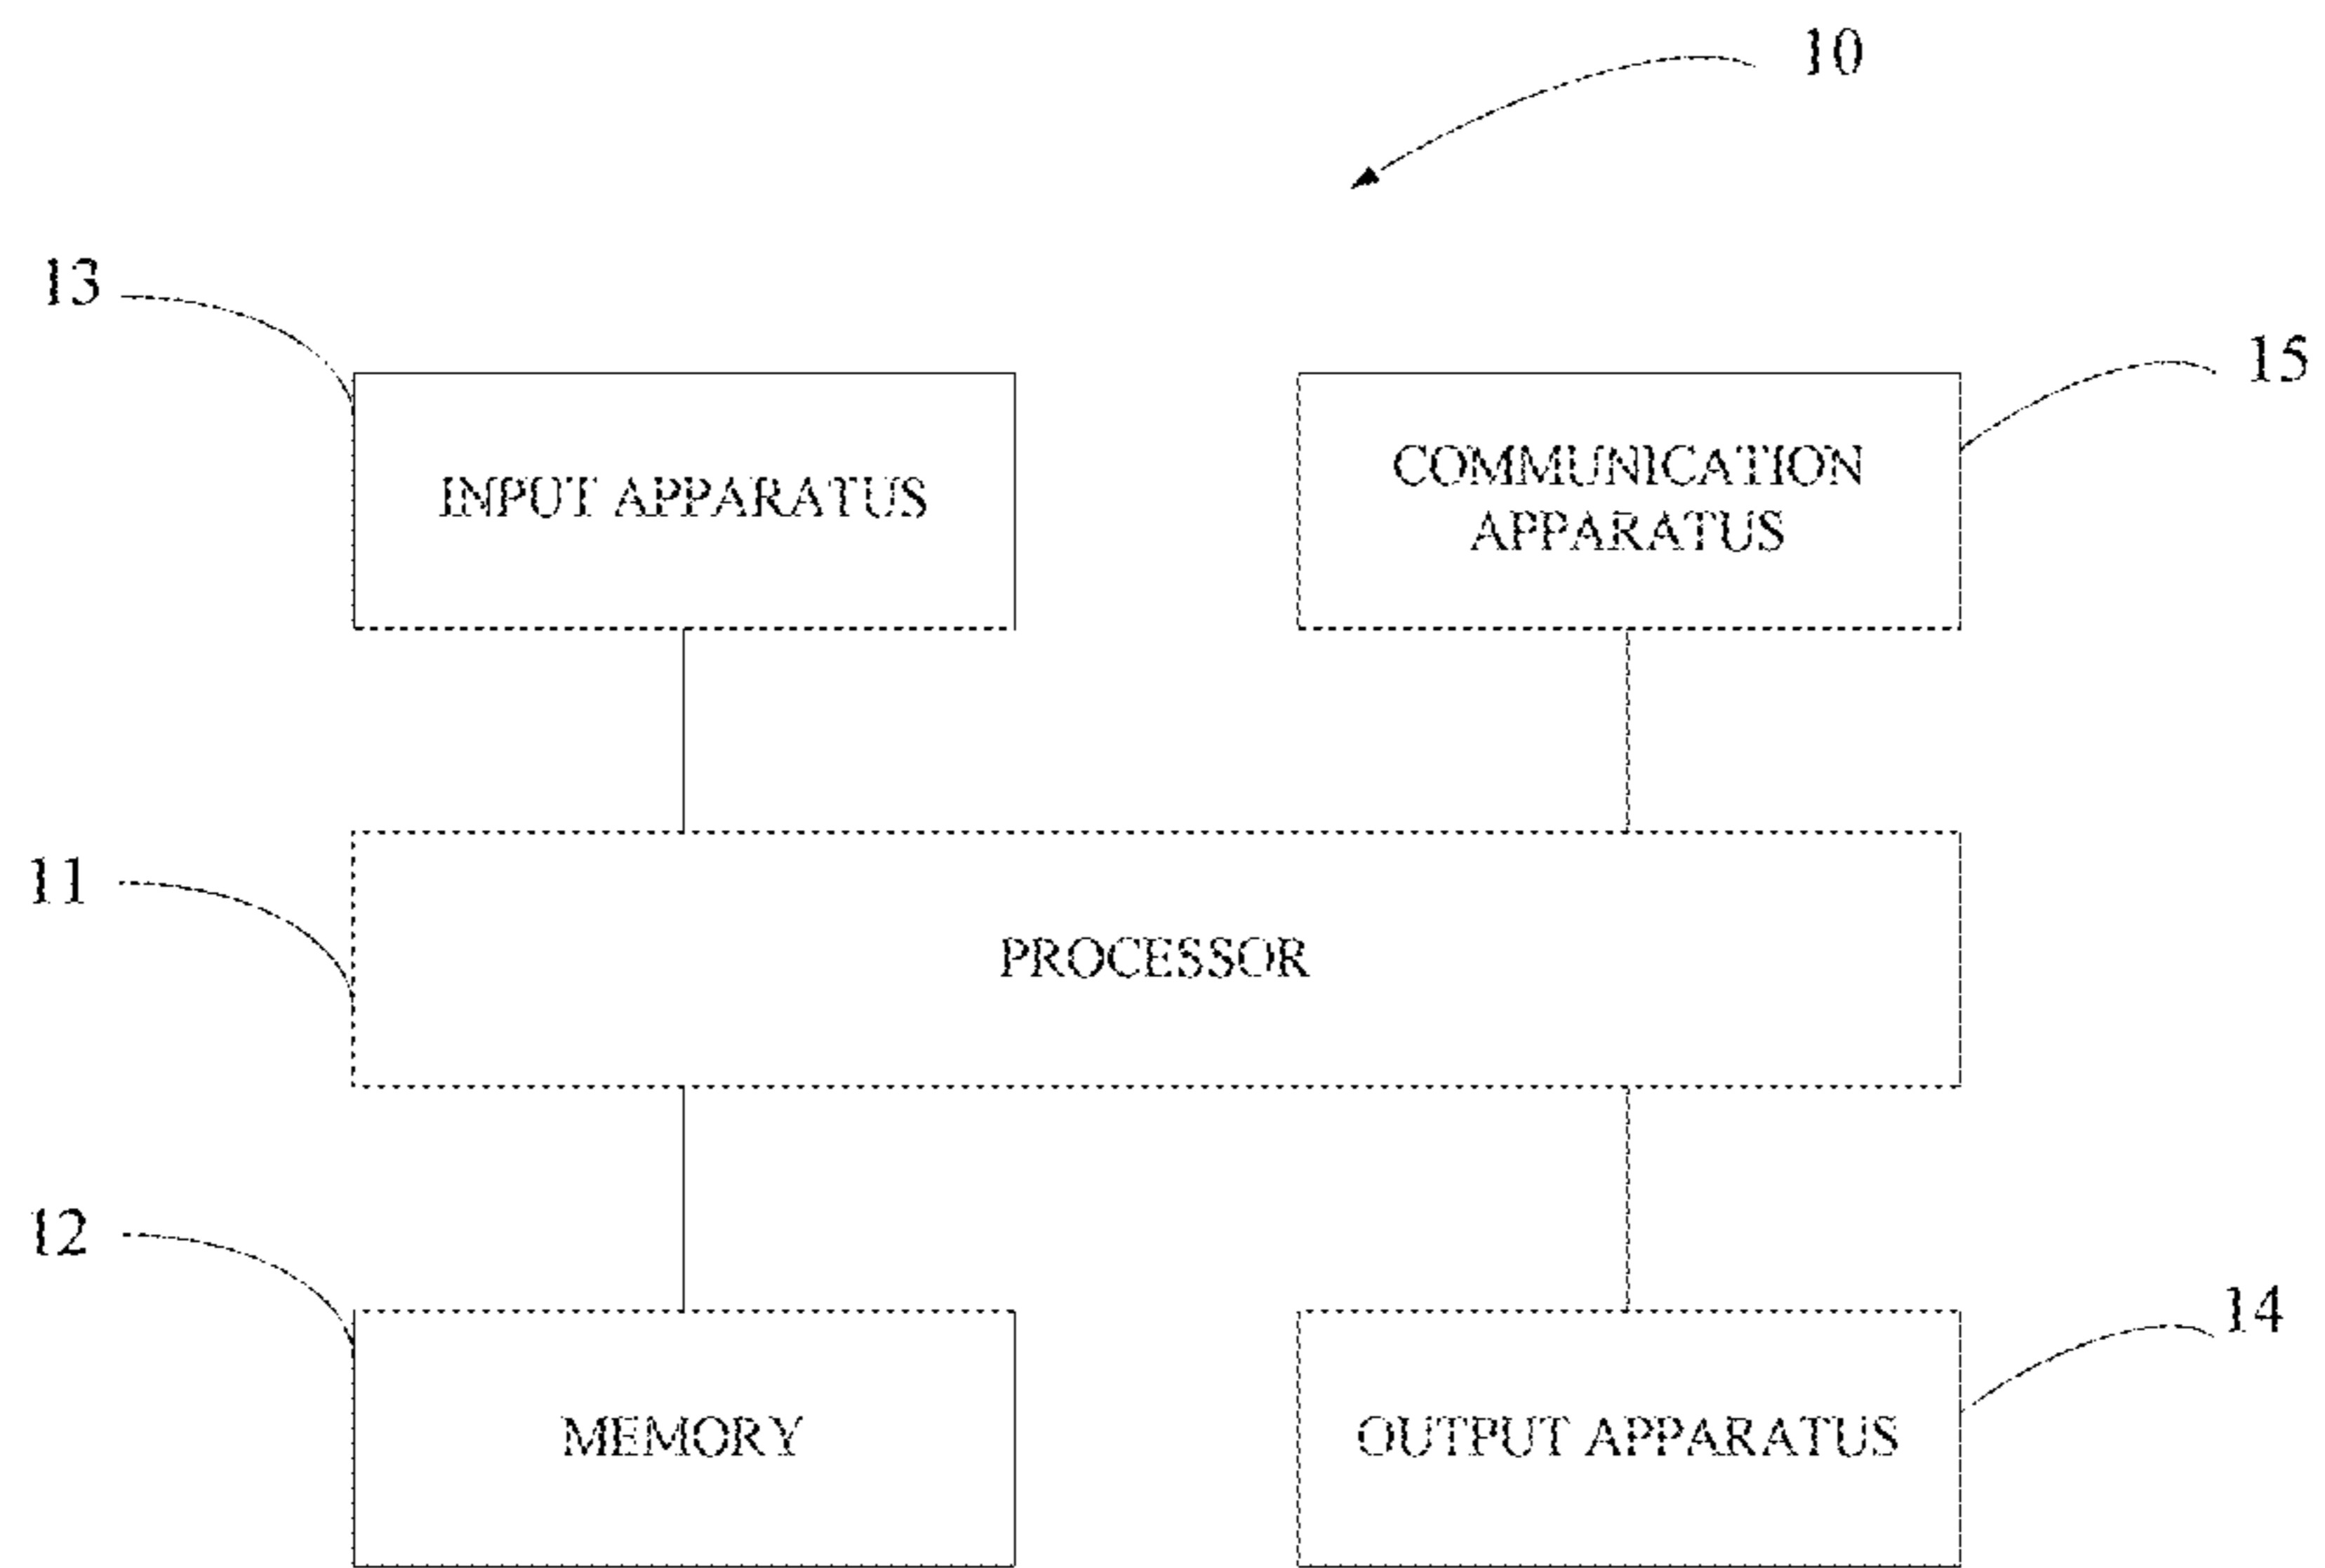 10
13
15
INPUT APPARATUS
COMMUNICATION
APPARATUS
11
PROCESSOR
12
14
MEMORY
OUTPUT APPARATUS